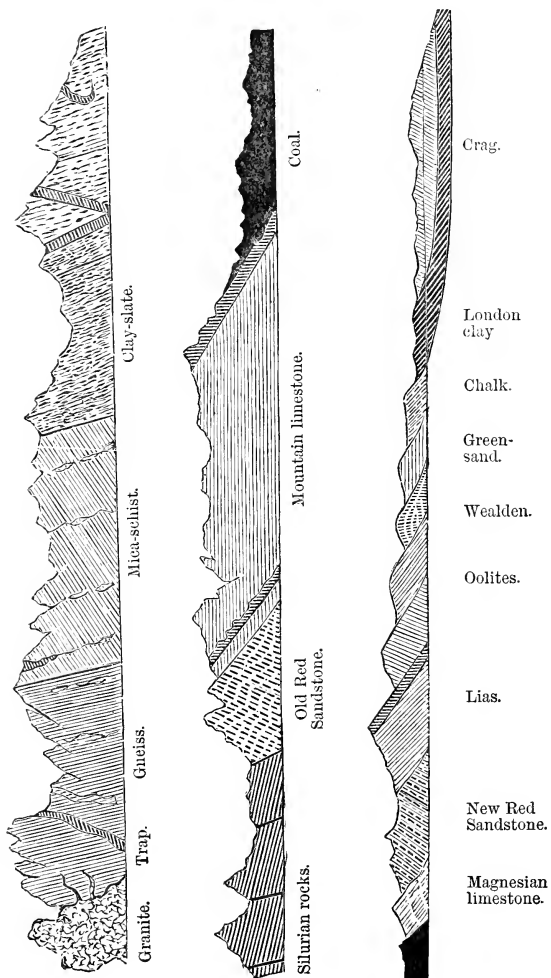 Clay-slate.
Mica-schist.
Gneiss.
Trap.
Granite.
Coal.
Mountain limestone.
Old Red
Sandstone.
Silurian rocks.
Crag.
London
clay
Chalk.
Green-
sand.
Wealden.
Oolites.
Lias.
New Red
Sandstone.
Magnesian
limestone.